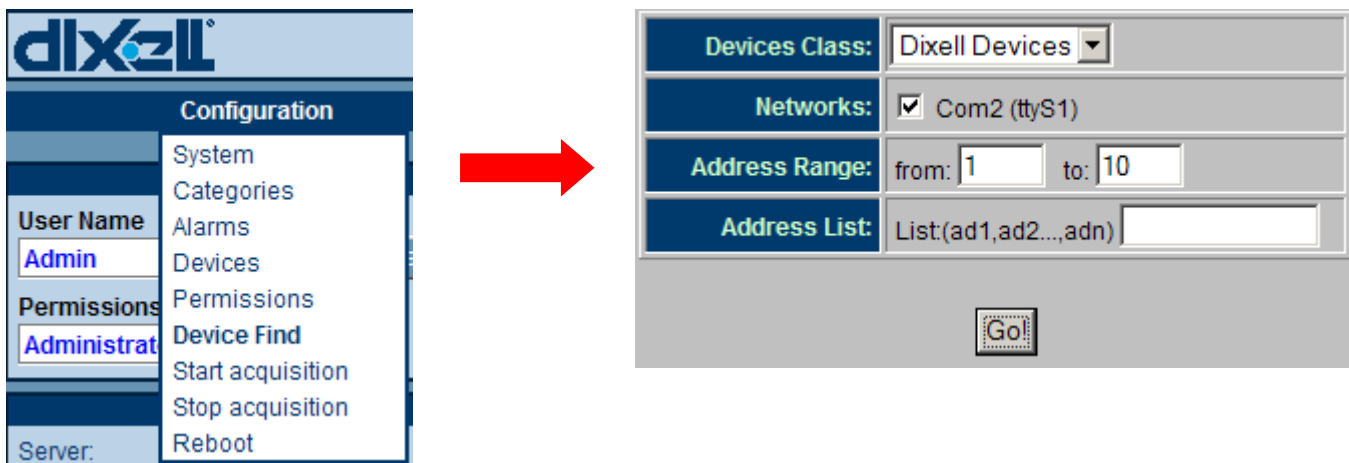 dIXEll
Configuration
System
Categories
Alarms
Devices
Permissions
Device Find
Start acquisition
Stop acquisition
Reboot
User Name
Admin
Permissions
Administrat
Server:
Devices Class: Dixell Devices
Networks: Com2 (ttyS1)
Address Range: from: 1 to: 10
Address List: List:(ad1,ad2...,adn)
Go!